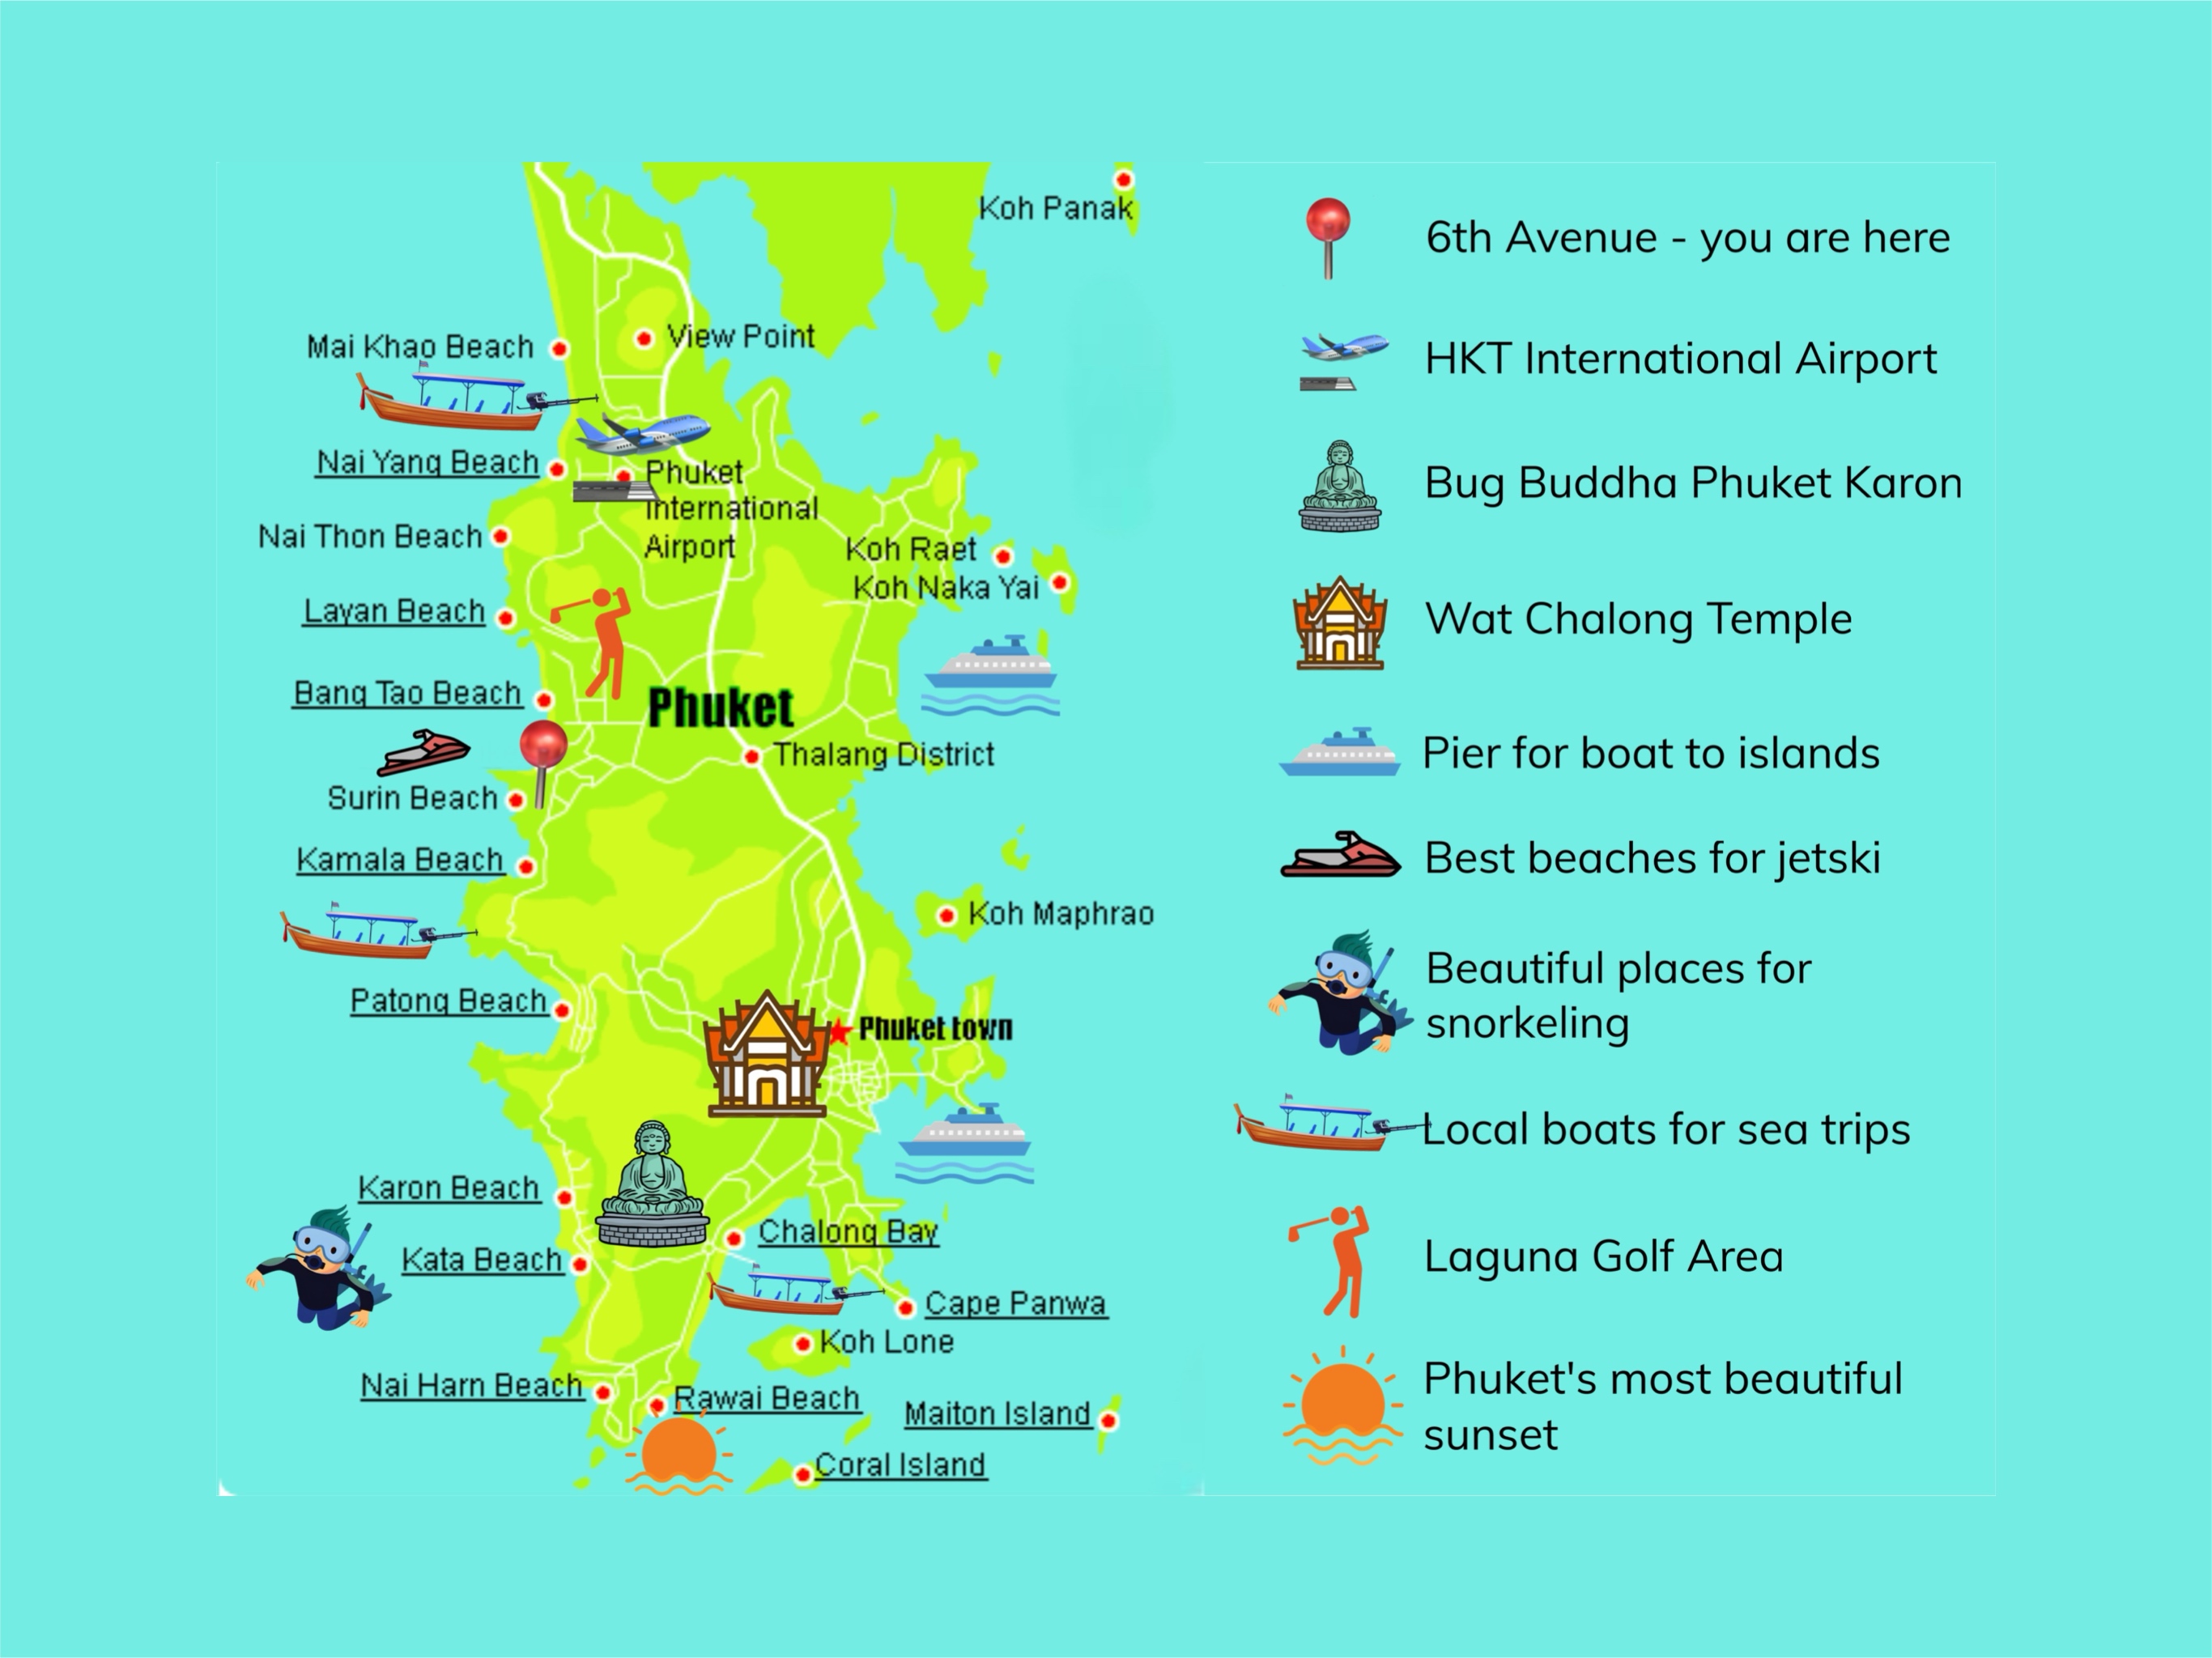 Koh Panak
View Point
Mai Khao Beach
Nai Yang Beach
Phuket
International
Airport
Nai Thon Beach
Koh Raet
Koh Naka Yai
Layan Beach
Bang Tao Beach
Phuket
Thalang District
Surin Beach
Kamala Beach
Koh Maphrao
Patong Beach
Phuket town
Karon Beach
Chalong Bay
Kata Beach
Cape Panwa
Koh Lone
Nai Harn Beach
Rawai Beach
Maiton Island
Coral Island
6th Avenue - you are here
HKT International Airport
Bug Buddha Phuket Karon
Wat Chalong Temple
Pier for boat to islands
Best beaches for jetski
Beautiful places for
snorkeling
Local boats for sea trips
Laguna Golf Area
Phuket's most beautiful
sunset